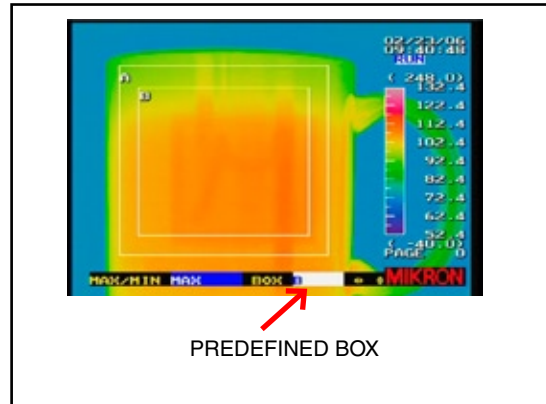 02/23/06
09:40:48
RUN
( 248.0)
132.4
A
B
122.4
112.4
102.4
92.4
82.4
72.4
62.4
52.4
( -40.0)
PAGE 0
MAX/MIN MAX BOX B
MIKRON
PREDEFINED BOX